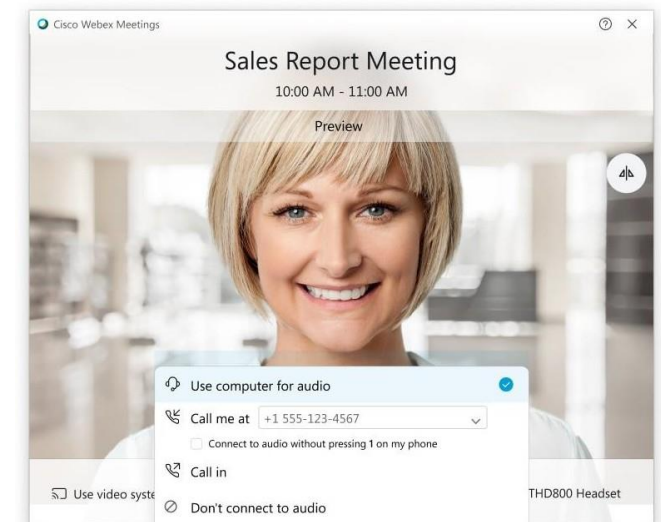 Cisco Webex Meetings
Sales Report Meeting
10:00 AM - 11:00 AM
Preview
Use computer for audio
Call me at +1 555-123-4567
Connect to audio without pressing 1 on my phone
Call in
Use video syste
THD800 Headset
Don't connect to audio